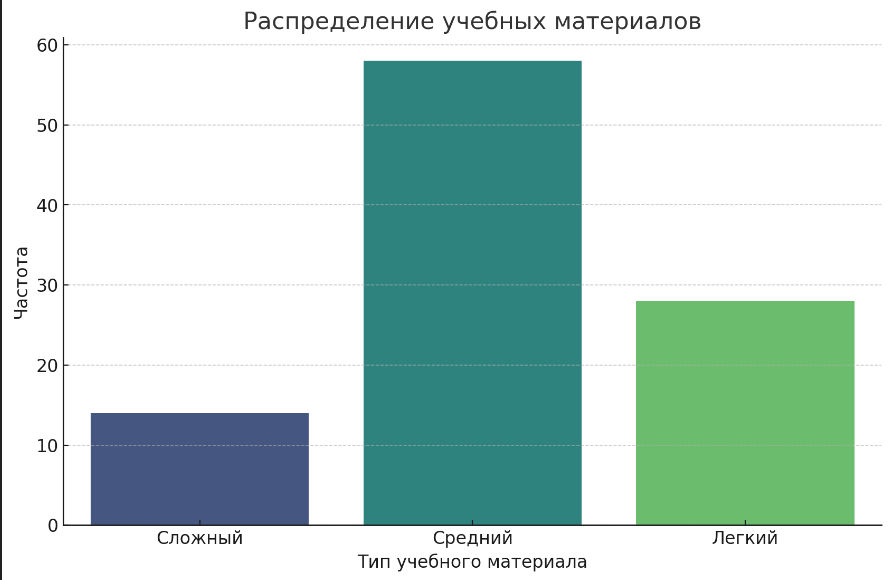 Распределение учебных материалов
60
50
40
30
20
10
0
Частота
Сложный
Средний
Легкий
Тип учебного материала